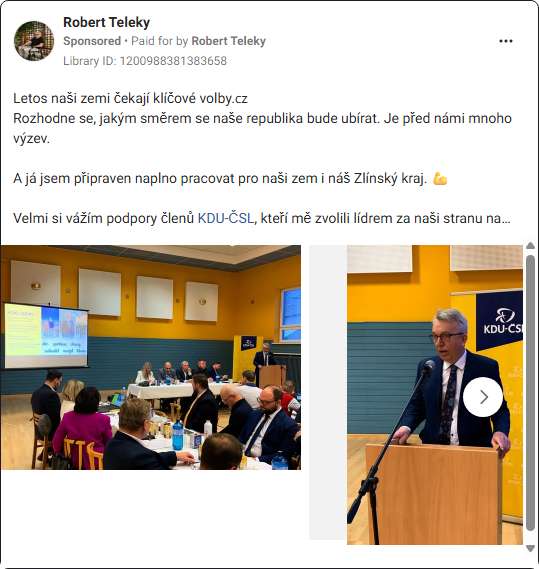 Robert Teleky
Sponsored • Paid for by Robert Teleky
Library ID: 1200988381383658
Letos naši zemi čekají klíčové volby.cz
Rozhodne se, jakým směrem se naše republika bude ubírat. Je před námi mnoho
výzev.
A já jsem připraven naplno pracovat pro naši zem i náš Zlínský kraj. 💪
Velmi si vážím podpory členů KDU-ČSL, kteří mě zvolili lídrem za naši stranu na...
KDU-ČSL